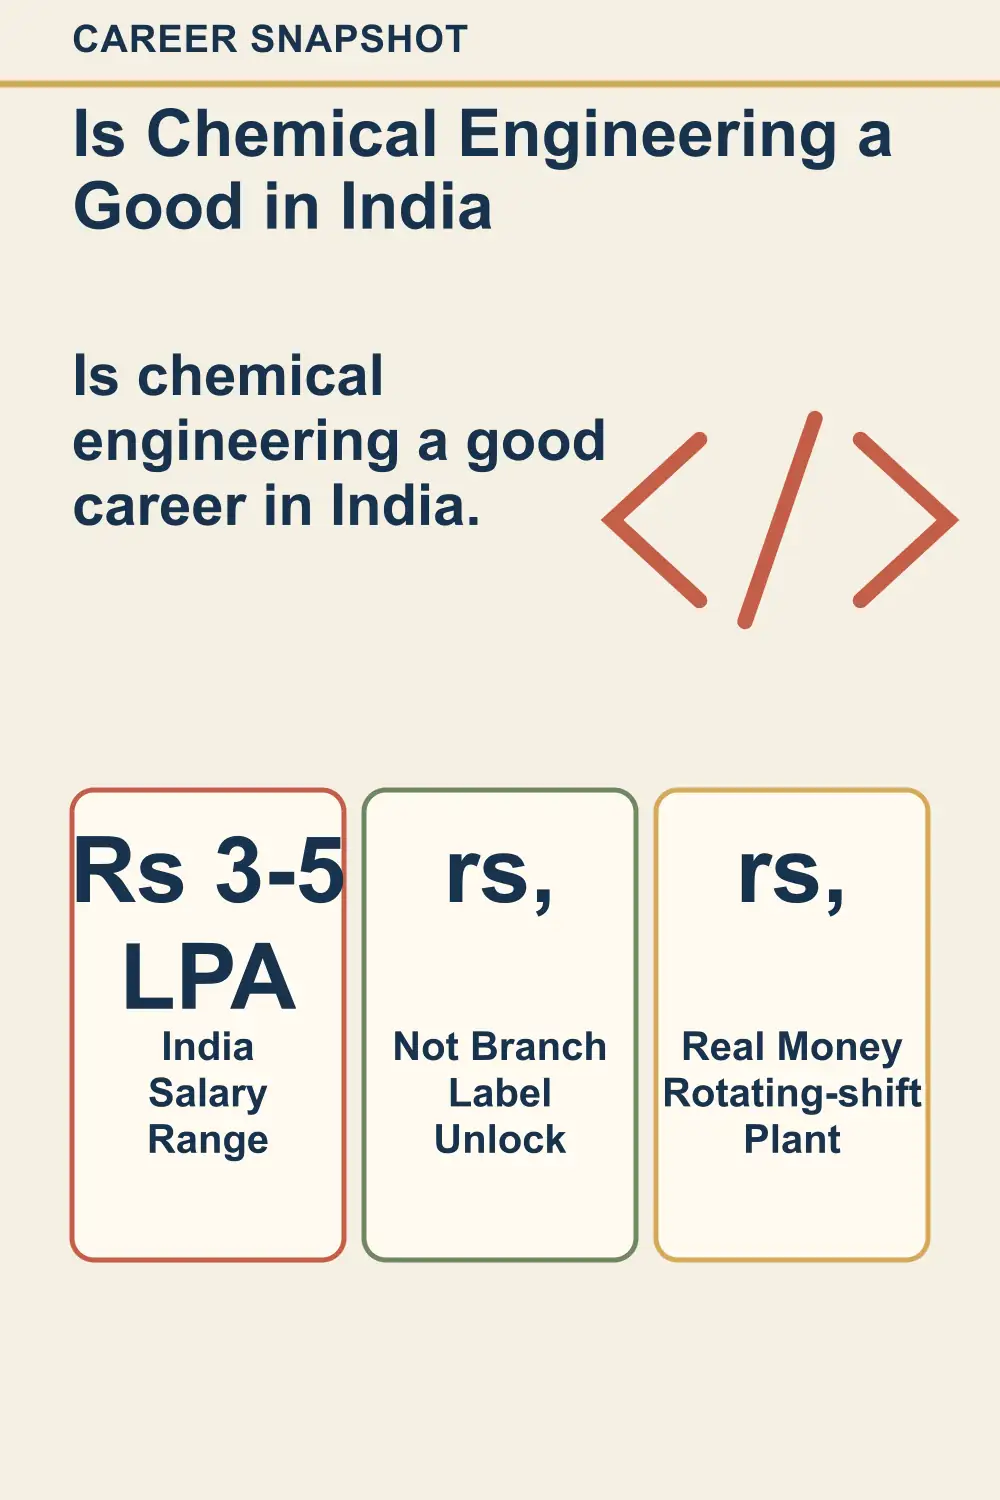 CAREER SNAPSHOT
Is Chemical Engineering a
Good in India
Is chemical
engineering a good
career in India.
</>
Rs 3-5
LPA
India
Salary
Range
rs,
Not Branch
Label
Unlock
rs,
Real Money
Rotating-shift
Plant